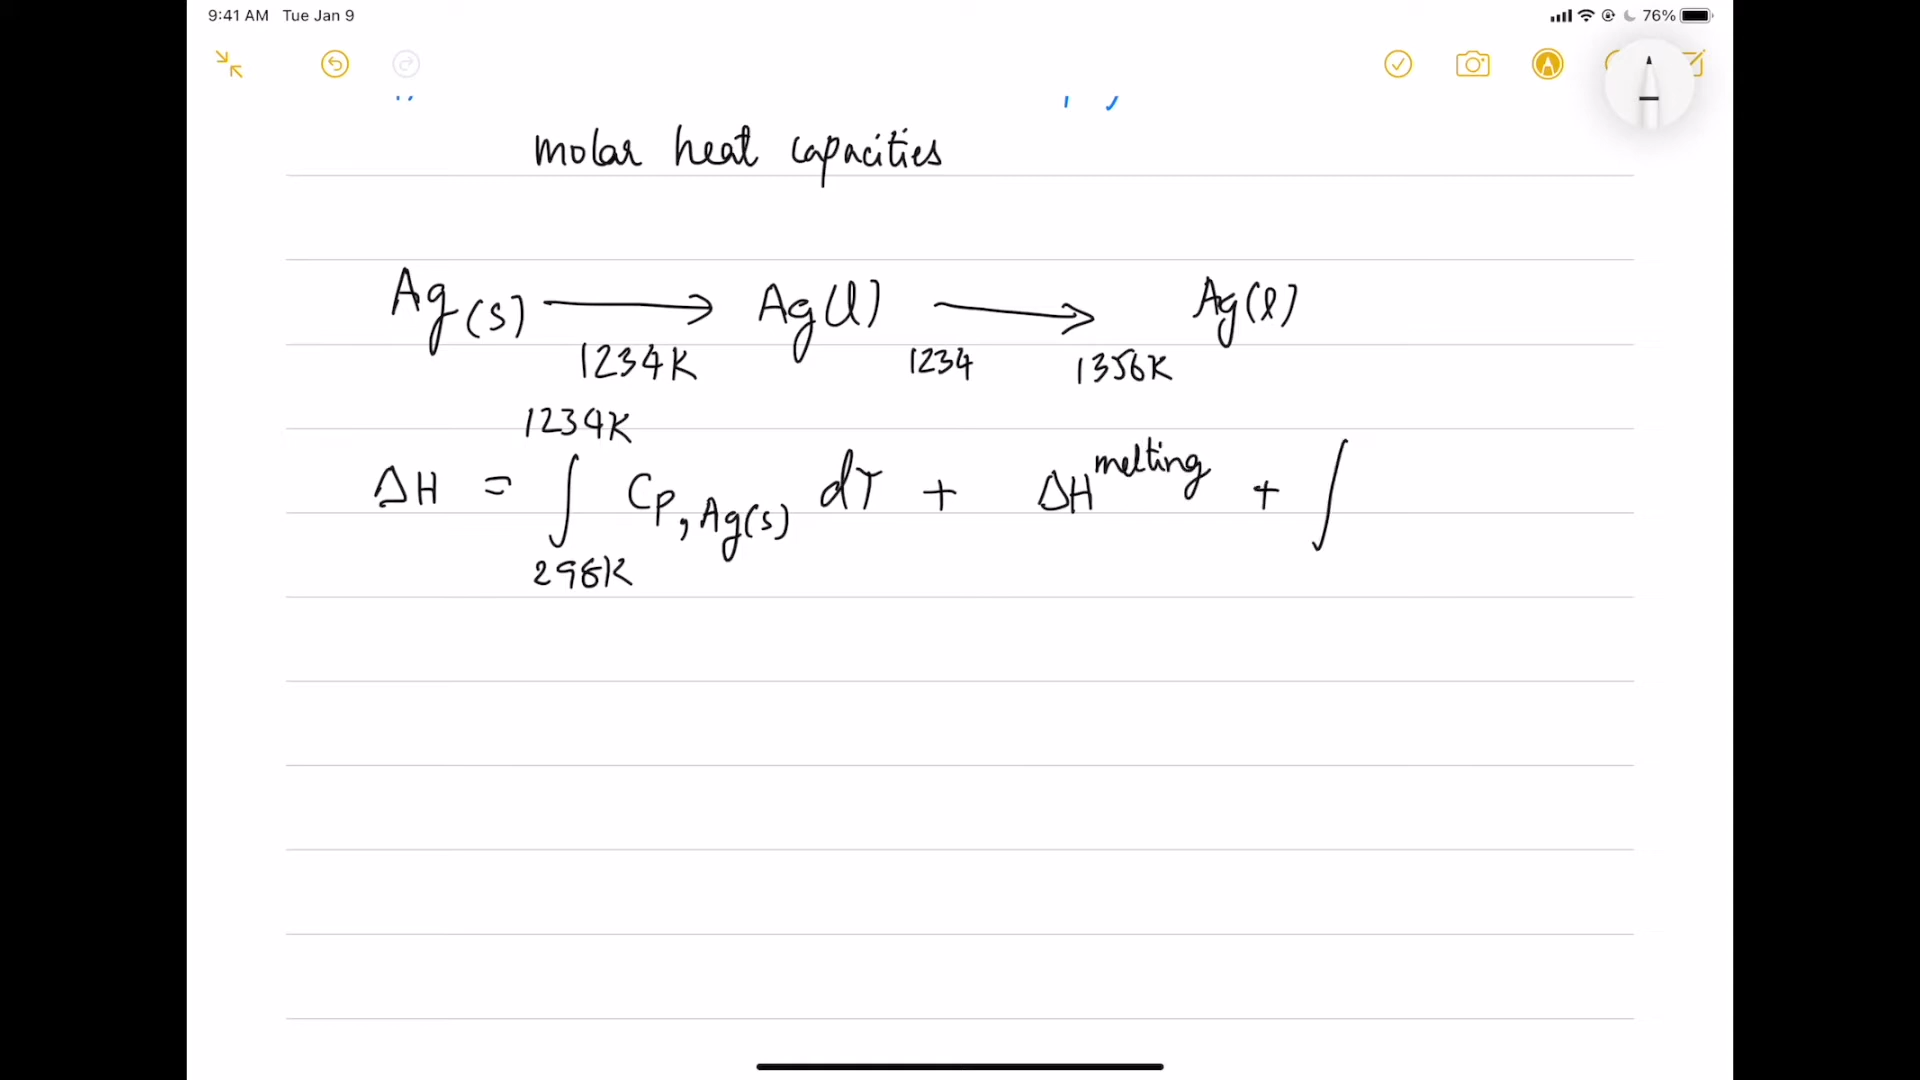 9:41 AM Tue Jan 9 76%
molar heat capacities
Ag(s) ⟶ Ag(l) ⟶ Ag(l)
1234K 1234 1356K
1234K
ΔH = ∫ Cp, Ag(s) dT + ΔH^melting + ∫
298K